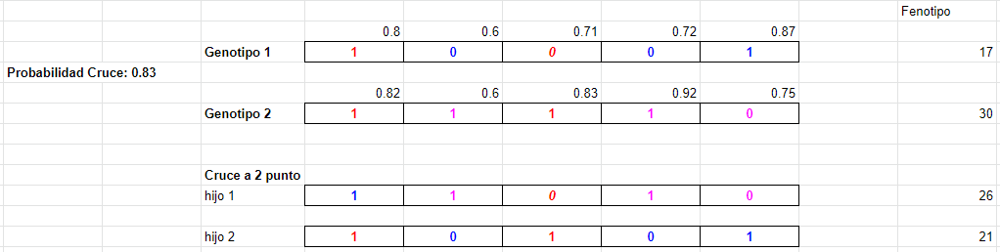 Fenotipo
0.8 0.6 0.71 0.72 0.87
Genotipo 1 1 0 0 0 1 17
Probabilidad Cruce: 0.83
0.82 0.6 0.83 0.92 0.75
Genotipo 2 1 1 1 1 0 30
Cruce a 2 punto
hijo 1 1 1 0 1 0 26
hijo 2 1 0 1 0 1 21